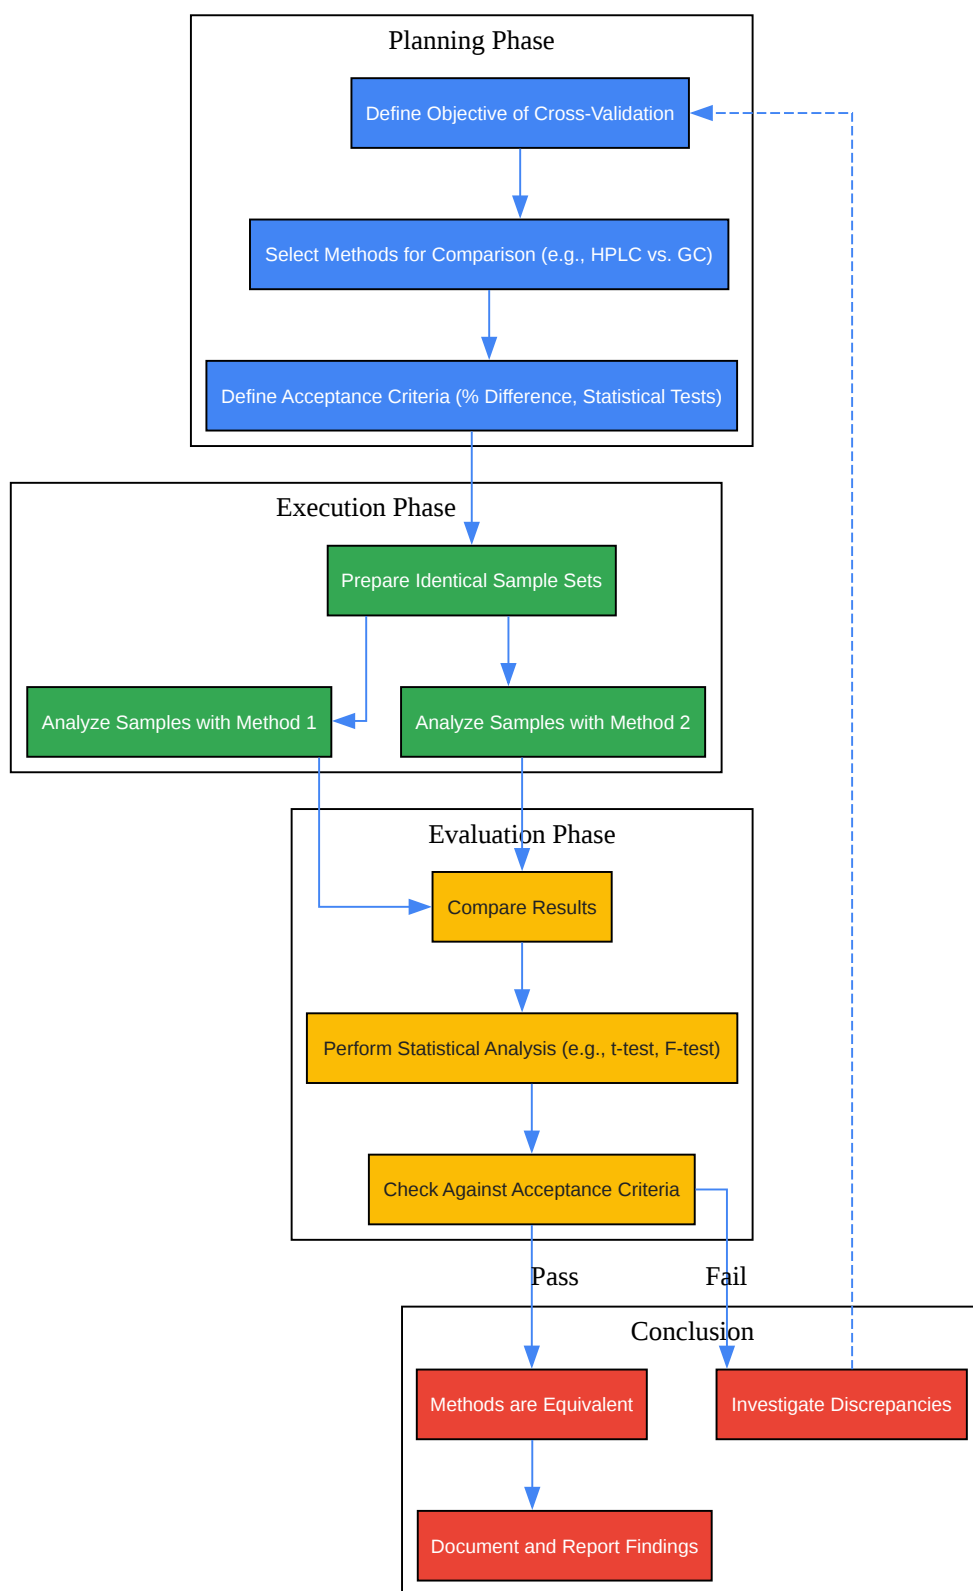 Planning Phase
Define Objective of Cross-Validation
Select Methods for Comparison (e.g., HPLC vs. GC)
Define Acceptance Criteria (% Difference, Statistical Tests)
Execution Phase
Prepare Identical Sample Sets
Analyze Samples with Method 1
Analyze Samples with Method 2
Evaluation Phase
Compare Results
Perform Statistical Analysis (e.g., t-test, F-test)
Check Against Acceptance Criteria
Pass
Fail
Conclusion
Methods are Equivalent
Investigate Discrepancies
Document and Report Findings